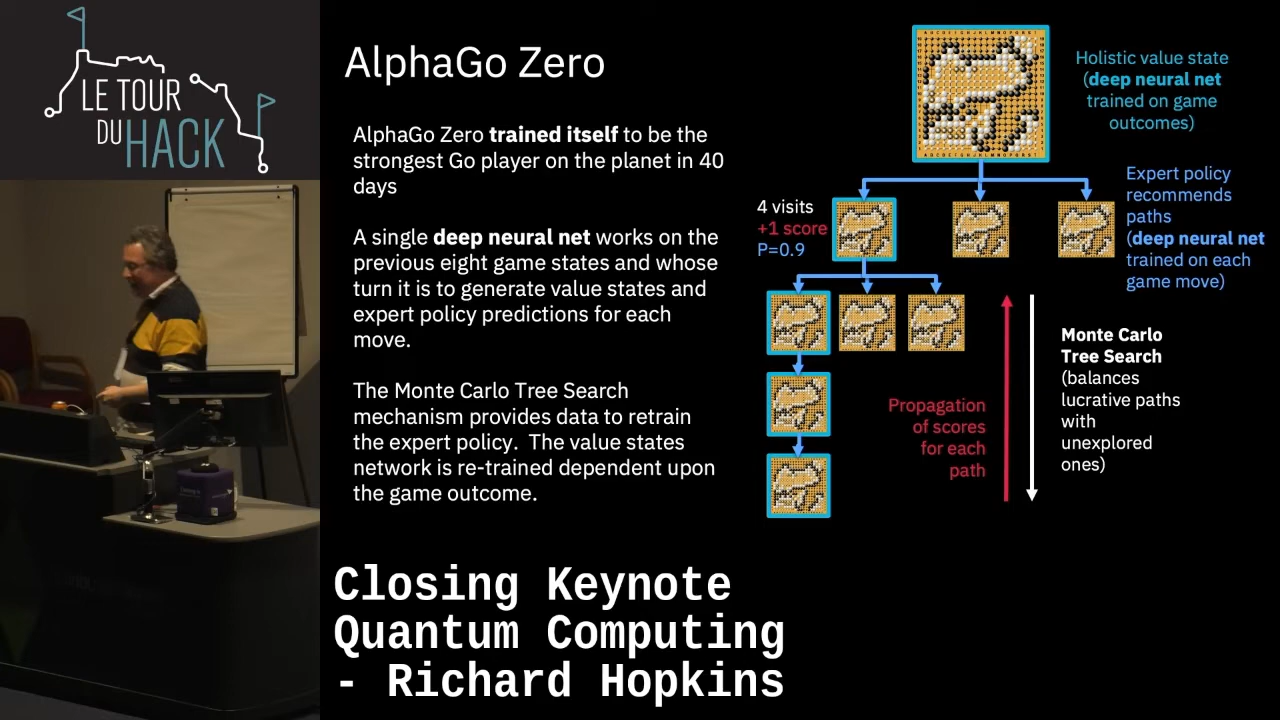 LE TOUR
DU HACK
AlphaGo Zero
AlphaGo Zero trained itself to be the
strongest Go player on the planet in 40
days
A single deep neural net works on the
previous eight game states and whose
turn it is to generate value states and
expert policy predictions for each
move.
The Monte Carlo Tree Search
mechanism provides data to retrain
the expert policy.  The value states
network is re-trained dependent upon
the game outcome.
Holistic value state
(deep neural net
trained on game
outcomes)
Expert policy
recommends
paths
(deep neural net
trained on each
game move)
4 visits
+1 score
P=0.9
Monte Carlo
Tree Search
(balances
lucrative paths
with
unexplored
ones)
Propagation
of scores
for each
path
Closing Keynote
Quantum Computing
- Richard Hopkins